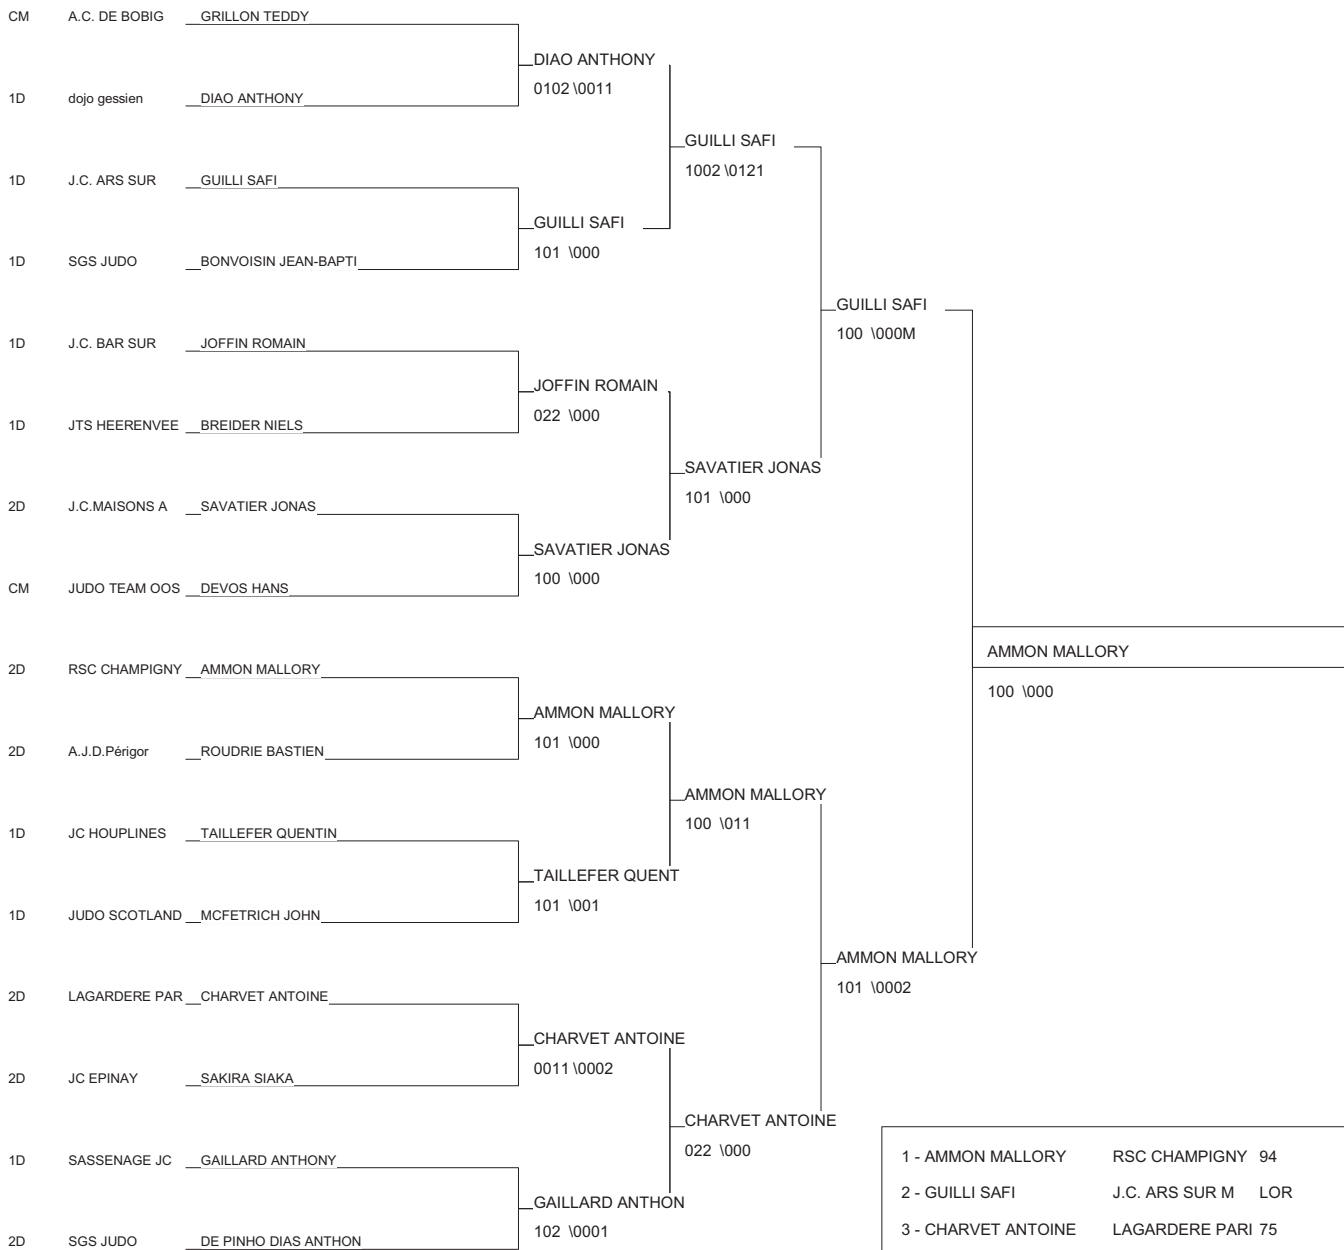 CM A.C. DE BOBIG GRILLON TEDDY
DIAO ANTHONY
0102 \0011
1D dojo gessien DIAO ANTHONY
GUILLI SAFI
1002 \0121
1D J.C. ARS SUR GUILLI SAFI
GUILLI SAFI
101 \000
1D SGS JUDO BONVOISIN JEAN-BAPTI
GUILLI SAFI
100 \000M
1D J.C. BAR SUR JOFFIN ROMAIN
JOFFIN ROMAIN
022 \000
1D JTS HEERENVEE BREIDER NIELS
SAVATIER JONAS
101 \000
2D J.C.MAISONS A SAVATIER JONAS
SAVATIER JONAS
100 \000
CM JUDO TEAM OOS DEVOS HANS
AMMON MALLORY
100 \000
2D RSC CHAMPIGNY AMMON MALLORY
AMMON MALLORY
101 \000
2D A.J.D.Périgor ROUDRIE BASTIEN
AMMON MALLORY
100 \011
1D JC HOUPLINES TAILLEFER QUENTIN
TAILLEFER QUENT
101 \001
1D JUDO SCOTLAND MCFETRICH JOHN
AMMON MALLORY
101 \0002
2D LAGARDERE PAR CHARVET ANTOINE
CHARVET ANTOINE
0011 \0002
2D JC EPINAY SAKIRA SIAKA
CHARVET ANTOINE
022 \000
1D SASSENAGE JC GAILLARD ANTHONY
GAILLARD ANTHON
102 \0001
2D SGS JUDO DE PINHO DIAS ANTHON
1 - AMMON MALLORY RSC CHAMPIGNY 94
2 - GUILLI SAFI J.C. ARS SUR M LOR
3 - CHARVET ANTOINE LAGARDERE PARI 75